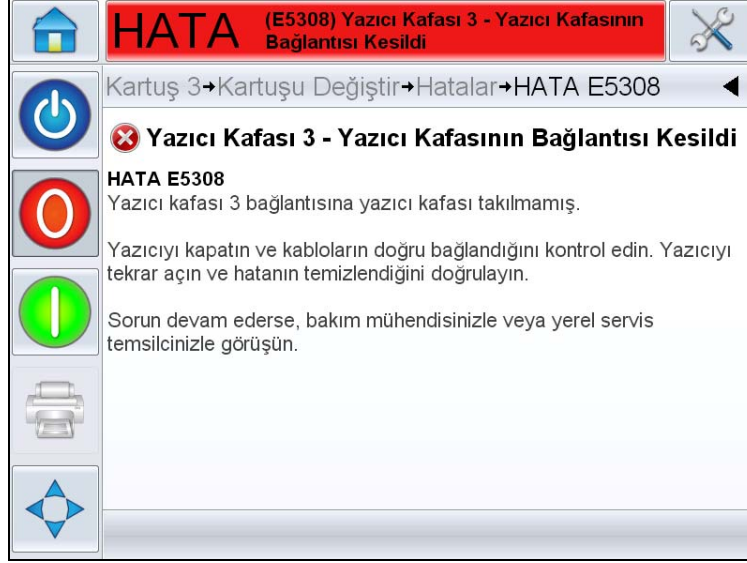 HATA
(E5308) Yazıcı Kafası 3 - Yazıcı Kafasının
Bağlantısı Kesildi
Kartuş 3→Kartuşu Değiştir→Hatalar→HATA E5308
Yazıcı Kafası 3 - Yazıcı Kafasının Bağlantısı Kesildi
HATA E5308
Yazıcı kafası 3 bağlantısına yazıcı kafası takılmamış.
Yazıcıyı kapatın ve kabloların doğru bağlandığını kontrol edin. Yazıcıyı
tekrar açın ve hatanın temizlendiğini doğrulayın.
Sorun devam ederse, bakım mühendisinizle veya yerel servis
temsilcinizle görüşün.